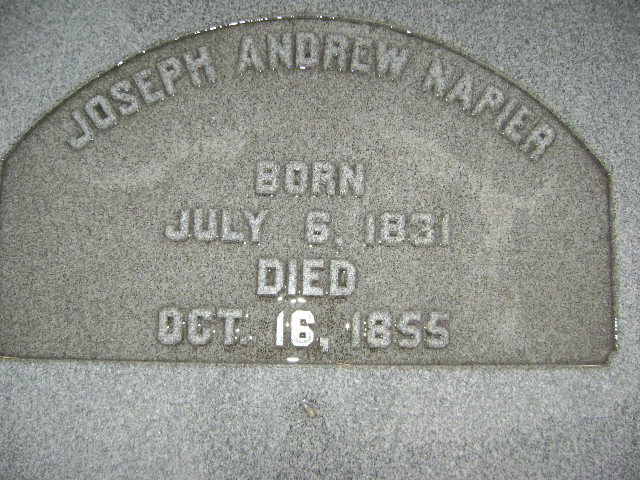 JOSEPH ANDREW NAPIER
BORN
JULY 6, 1831
DIED
OCT. 16, 1855